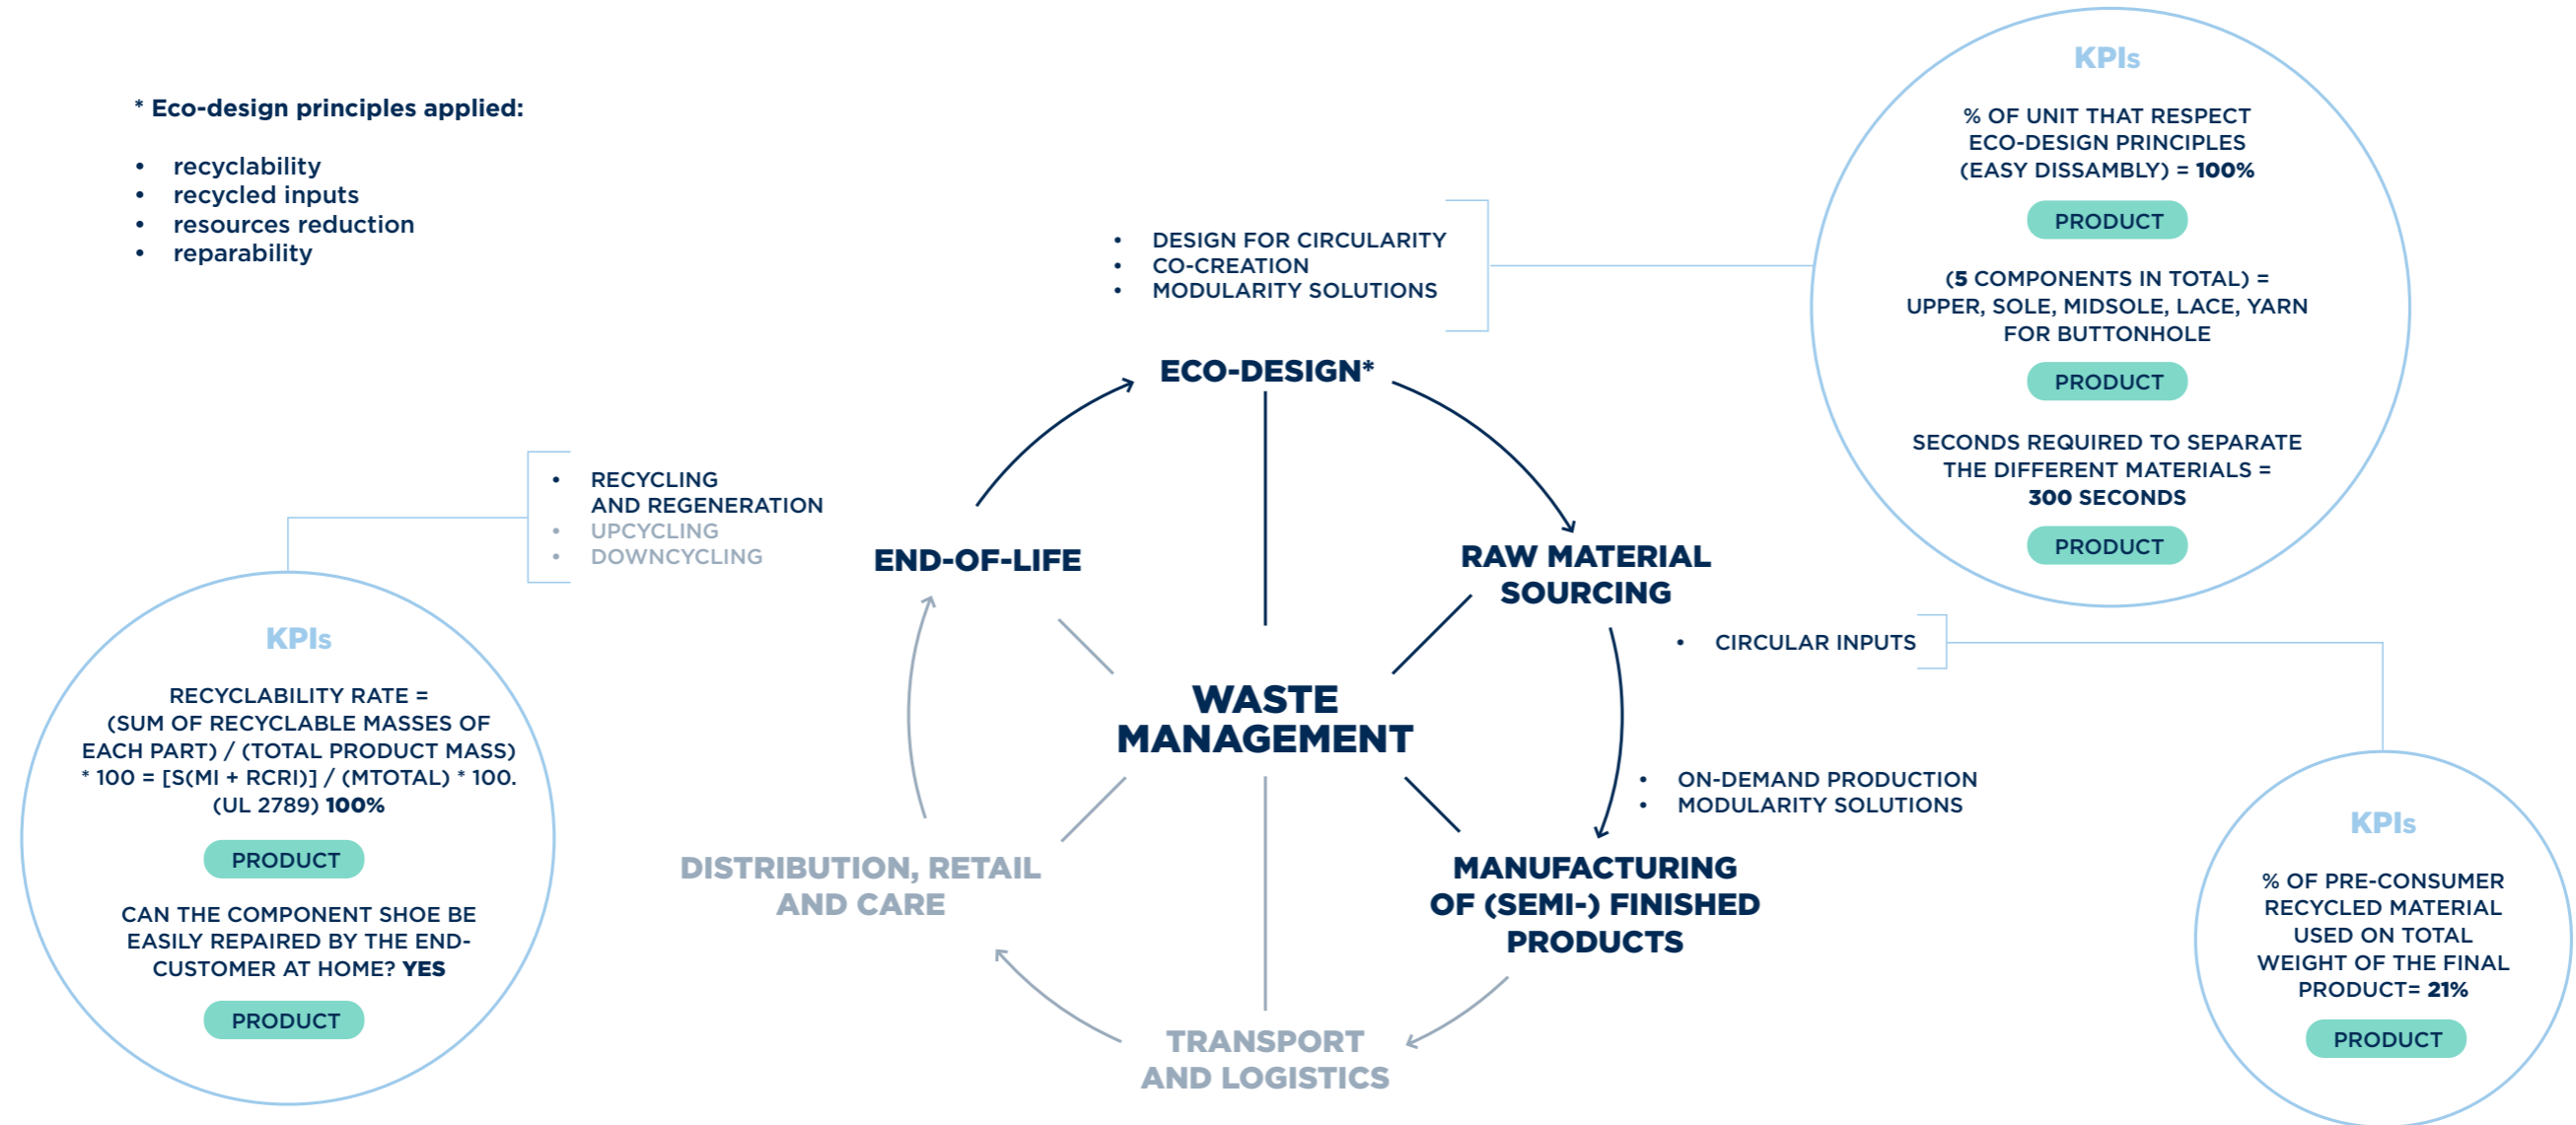 * Eco-design principles applied:
• recyclability
• recycled inputs
• resources reduction
• reparability
• DESIGN FOR CIRCULARITY
• CO-CREATION
• MODULARITY SOLUTIONS
KPIs
% OF UNIT THAT RESPECT
ECO-DESIGN PRINCIPLES
(EASY DISSAMBLY) = 100%
PRODUCT
(5 COMPONENTS IN TOTAL) =
UPPER, SOLE, MIDSOLE, LACE, YARN
FOR BUTTONHOLE
PRODUCT
SECONDS REQUIRED TO SEPARATE
THE DIFFERENT MATERIALS =
300 SECONDS
PRODUCT
ECO-DESIGN*
• RECYCLING
AND REGENERATION
• UPCYCLING
• DOWNCYCLING
END-OF-LIFE
RAW MATERIAL
SOURCING
• CIRCULAR INPUTS
KPIs
RECYCLABILITY RATE =
(SUM OF RECYCLABLE MASSES OF
EACH PART) / (TOTAL PRODUCT MASS)
* 100 = [S(MI + RCRI)] / (MTOTAL) * 100.
(UL 2789) 100%
PRODUCT
CAN THE COMPONENT SHOE BE
EASILY REPAIRED BY THE END-
CUSTOMER AT HOME? YES
PRODUCT
WASTE
MANAGEMENT
• ON-DEMAND PRODUCTION
• MODULARITY SOLUTIONS
DISTRIBUTION, RETAIL
AND CARE
MANUFACTURING
OF (SEMI-) FINISHED
PRODUCTS
KPIs
% OF PRE-CONSUMER
RECYCLED MATERIAL
USED ON TOTAL
WEIGHT OF THE FINAL
PRODUCT= 21%
PRODUCT
TRANSPORT
AND LOGISTICS